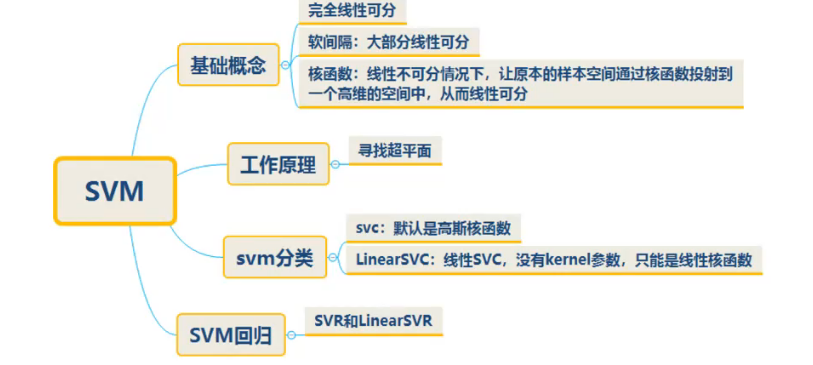 完全线性可分
软间隔：大部分线性可分
基础概念
核函数：线性不可分情况下，让原本的样本空间通过核函数投射到
一个高维的空间中，从而线性可分
工作原理
寻找超平面
SVM
svc：默认是高斯核函数
svm分类
LinearSVC：线性SVC，没有kernel参数，只能是线性核函数
SVM回归
SVR和LinearSVR